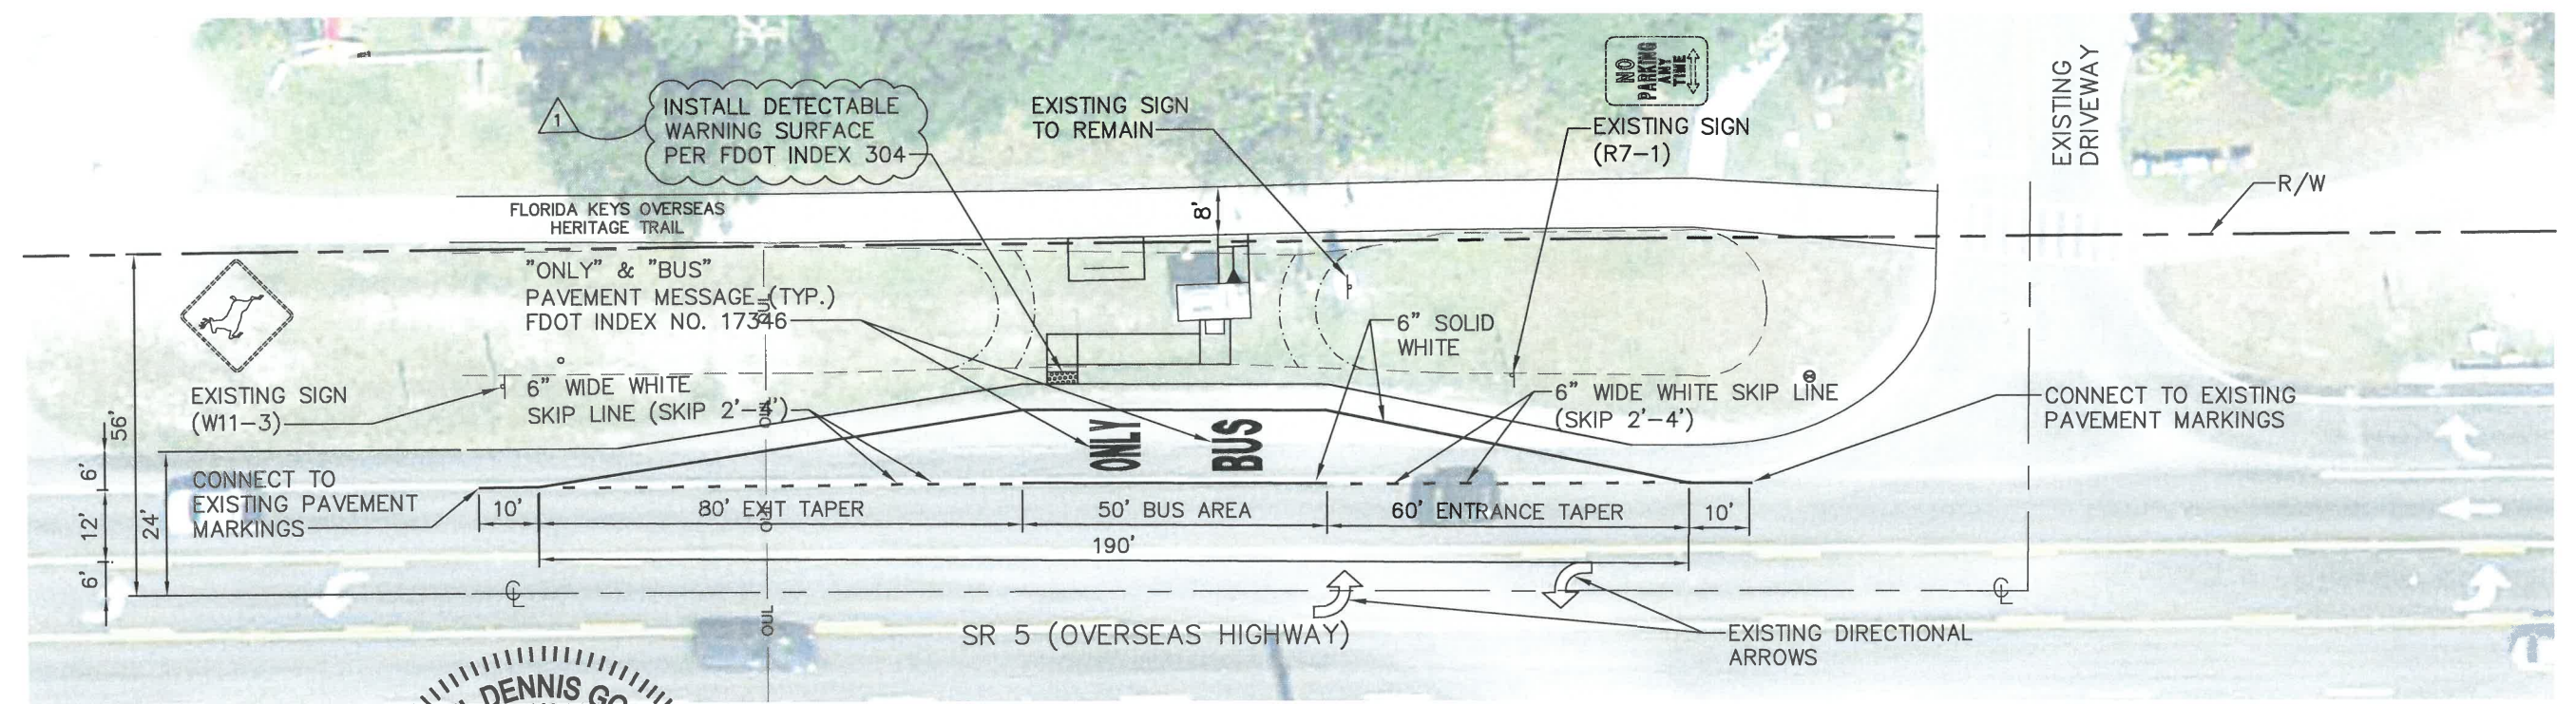 NO
PARKING
ANY
TIME
1
INSTALL DETECTABLE
WARNING SURFACE
PER FDOT INDEX 304
EXISTING SIGN
TO REMAIN
EXISTING SIGN
(R7-1)
EXISTING
DRIVEWAY
R/W
FLORIDA KEYS OVERSEAS
HERITAGE TRAIL
8'
"ONLY" & "BUS"
PAVEMENT MESSAGE (TYP.)
FDOT INDEX NO. 17346
OUL
6" SOLID
WHITE
EXISTING SIGN
(W11-3)
6" WIDE WHITE
SKIP LINE (SKIP 2'-4')
OUL
6" WIDE WHITE SKIP LINE
(SKIP 2'-4')
CONNECT TO EXISTING
PAVEMENT MARKINGS
56'
6'
12'
6'
24'
CONNECT TO
EXISTING PAVEMENT
MARKINGS
ONLY
BUS
10'
80' EXIT TAPER
OUL
50' BUS AREA
60' ENTRANCE TAPER
10'
190'
CL
CL
OUL
SR 5 (OVERSEAS HIGHWAY)
EXISTING DIRECTIONAL
ARROWS
DENNIS GO